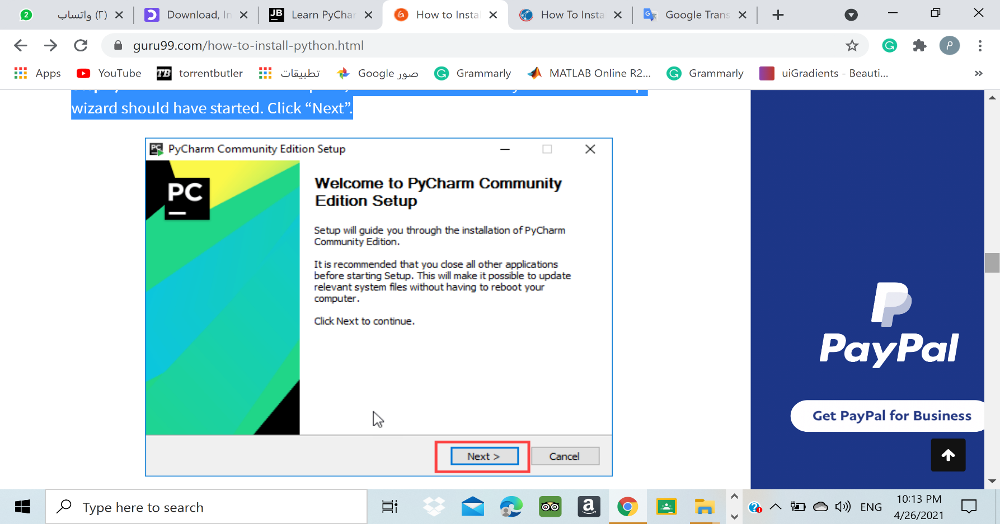 2
واتساب (٢)
Download, In
JB
Learn PyChar
How to Instal
How To Insta
Google Trans
guru99.com/how-to-install-python.html
P
Apps
YouTube
TB
torrentbutler
تطبيقات
صور Google
Grammarly
MATLAB Online R2...
Grammarly
uiGradients - Beauti...
»
wizard should have started. Click “Next”.
PC
PyCharm Community Edition Setup
PC
Welcome to PyCharm Community
Edition Setup
Setup will guide you through the installation of PyCharm
Community Edition.
It is recommended that you close all other applications
before starting Setup. This will make it possible to update
relevant system files without having to reboot your
computer.
Click Next to continue.
Next >
Cancel
PayPal
Get PayPal for Business
Type here to search
a
ENG
10:13 PM
4/26/2021